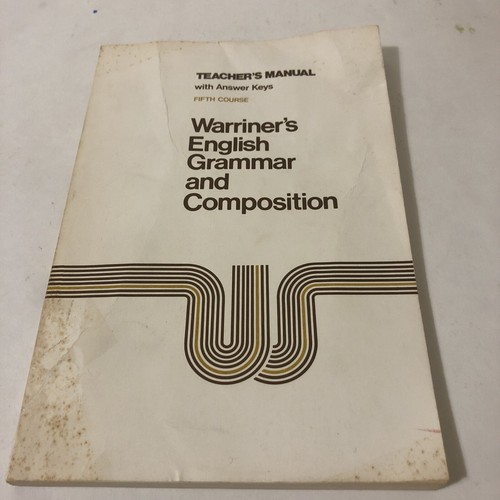 TEACHER'S MANUAL
with Answer Keys
FIFTH COURSE
Warriner's
English
Grammar
and
Composition